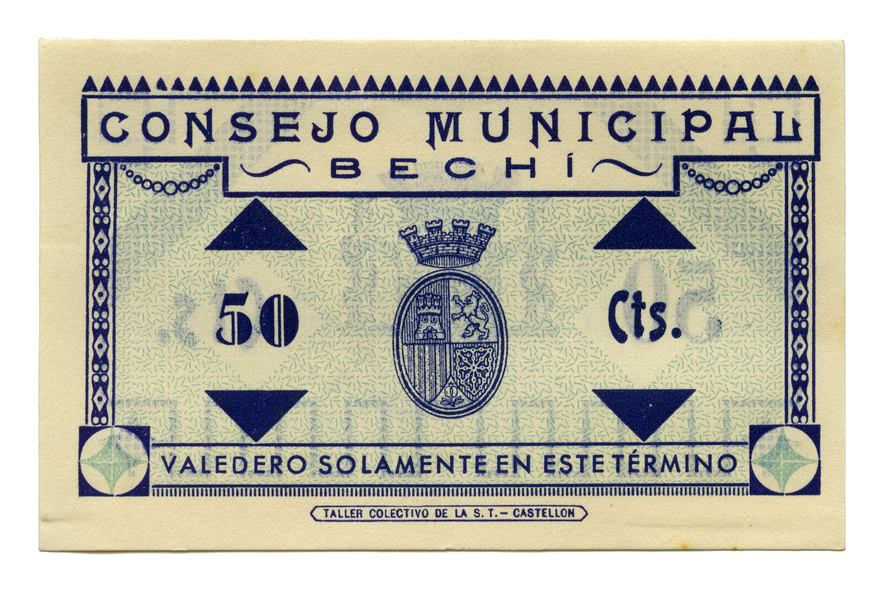 CONSEJO MUNICIPAL
BECHÍ
50 Cts.
VALEDERO SOLAMENTE EN ESTE TÉRMINO
TALLER COLECTIVO DE LA S. T. – CASTELLON